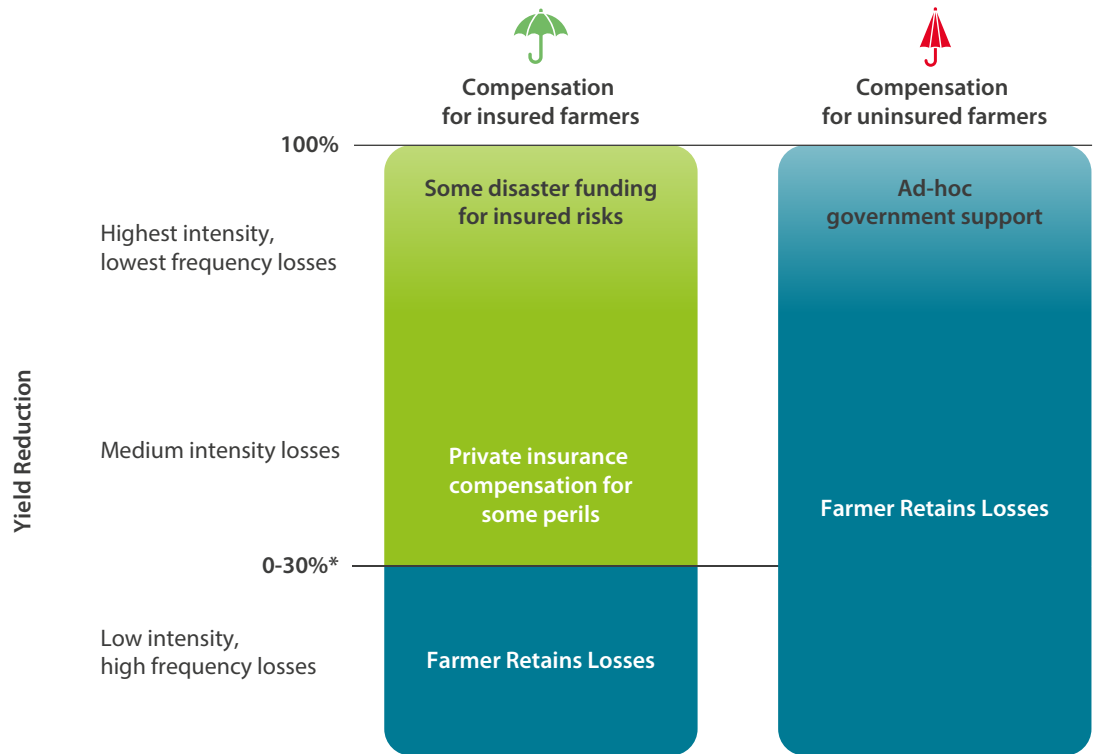 Compensation
for insured farmers
Compensation
for uninsured farmers
100%
Some disaster funding
for insured risks
Ad-hoc
government support
Highest intensity,
lowest frequency losses
Yield Reduction
Medium intensity losses
Private insurance
compensation for
some perils
Farmer Retains Losses
0-30%*
Low intensity,
high frequency losses
Farmer Retains Losses